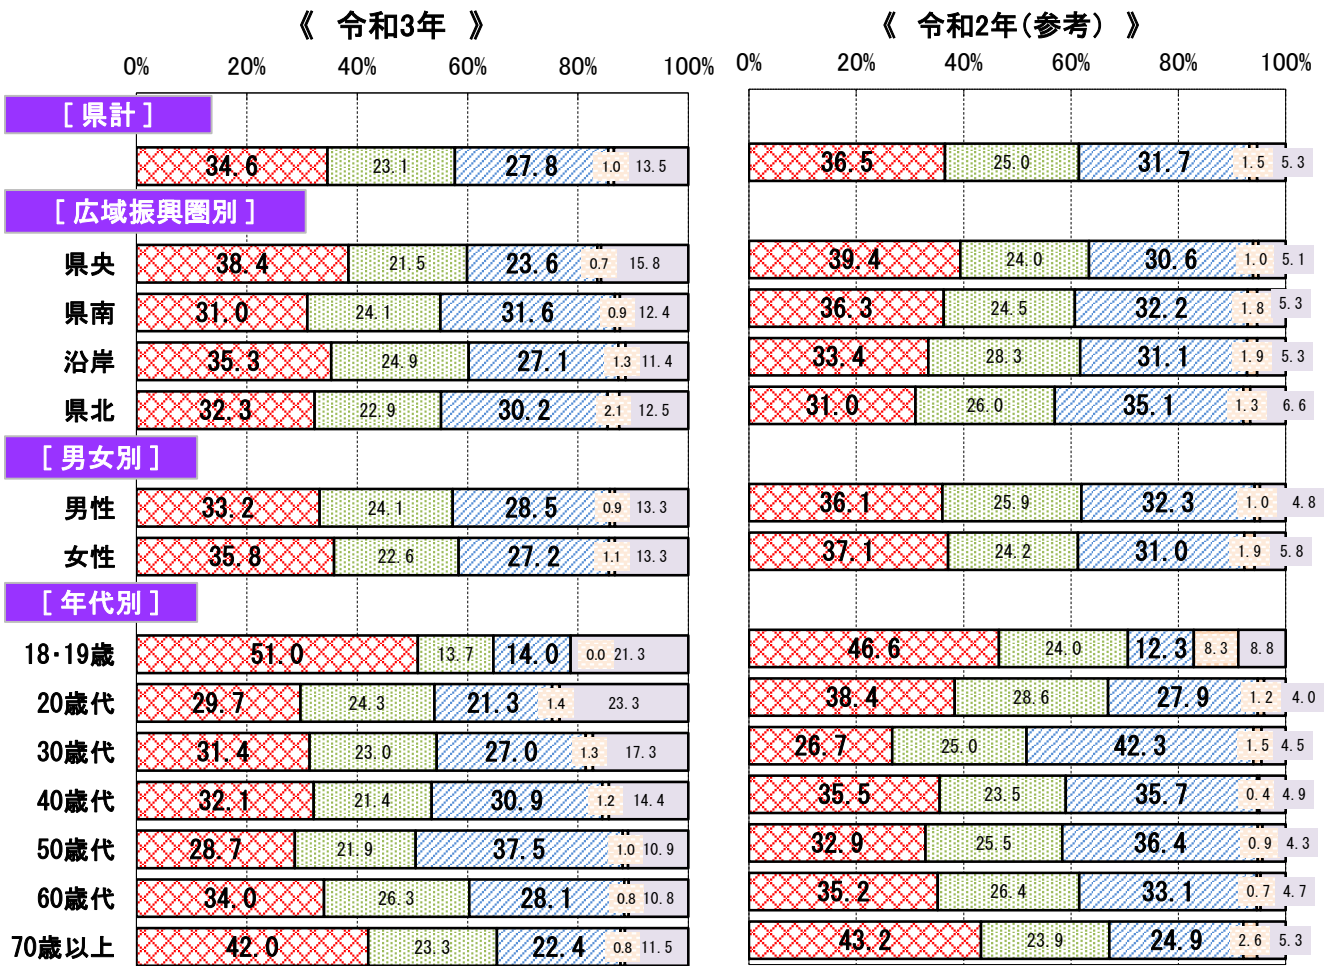 《 令和3年 》 《 令和2年(参考) 》
0% 20% 40% 60% 80% 100% 0% 20% 40% 60% 80% 100%
[ 県計 ]
34.6 23.1 27.8 1.0 13.5 36.5 25.0 31.7 1.5 5.3
[ 広域振興圏別 ]
県央 38.4 21.5 23.6 0.7 15.8 39.4 24.0 30.6 1.0 5.1
県南 31.0 24.1 31.6 0.9 12.4 36.3 24.5 32.2 1.8 5.3
沿岸 35.3 24.9 27.1 1.3 11.4 33.4 28.3 31.1 1.9 5.3
県北 32.3 22.9 30.2 2.1 12.5 31.0 26.0 35.1 1.3 6.6
[ 男女別 ]
男性 33.2 24.1 28.5 0.9 13.3 36.1 25.9 32.3 1.0 4.8
女性 35.8 22.6 27.2 1.1 13.3 37.1 24.2 31.0 1.9 5.8
[ 年代別 ]
18・19歳 51.0 13.7 14.0 0.0 21.3 46.6 24.0 12.3 8.3 8.8
20歳代 29.7 24.3 21.3 1.4 23.3 38.4 28.6 27.9 1.2 4.0
30歳代 31.4 23.0 27.0 1.3 17.3 26.7 25.0 42.3 1.5 4.5
40歳代 32.1 21.4 30.9 1.2 14.4 35.5 23.5 35.7 0.4 4.9
50歳代 28.7 21.9 37.5 1.0 10.9 32.9 25.5 36.4 0.9 4.3
60歳代 34.0 26.3 28.1 0.8 10.8 35.2 26.4 33.1 0.7 4.7
70歳以上 42.0 23.3 22.4 0.8 11.5 43.2 23.9 24.9 2.6 5.3